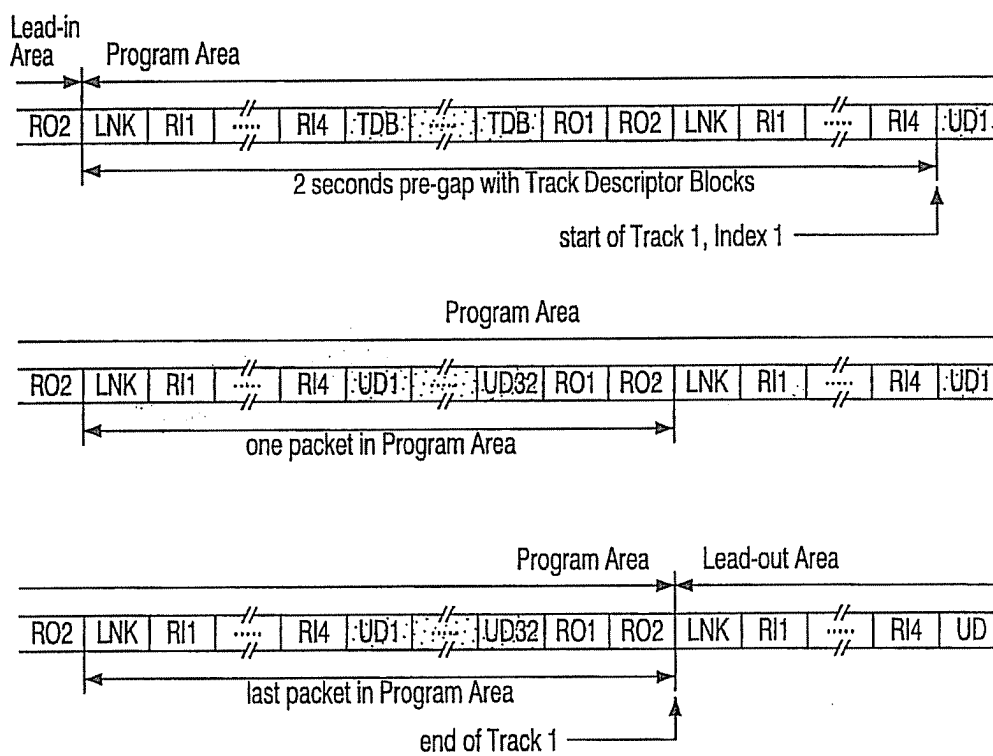 Lead-in
Area
Program Area
RO2 LNK RI1 ..... RI4 TDB ..... TDB RO1 RO2 LNK RI1 ..... RI4 UD1
2 seconds pre-gap with Track Descriptor Blocks
start of Track 1, Index 1
Program Area
RO2 LNK RI1 ..... RI4 UD1 ..... UD32 RO1 RO2 LNK RI1 ..... RI4 UD1
one packet in Program Area
Program Area Lead-out Area
RO2 LNK RI1 ..... RI4 UD1 ..... UD32 RO1 RO2 LNK RI1 ..... RI4 UD
last packet in Program Area
end of Track 1